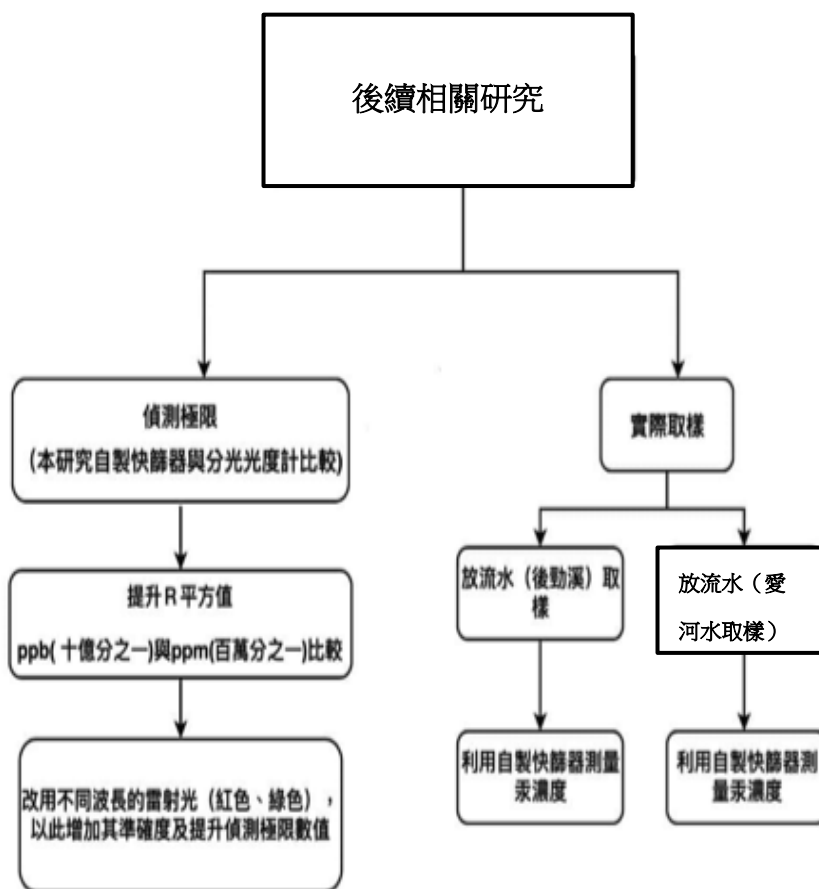 後續相關研究
偵測極限
(本研究自製快篩器與分光光度計比較)
實際取樣
提升R平方值
ppb(十億分之一)與ppm(百萬分之一)比較
放流水（後勁溪）取
樣
放流水（愛
河水取樣）
改用不同波長的雷射光（紅色、綠色），
以此增加其準確度及提升偵測極限數值
利用自製快篩器測量
汞濃度
利用自製快篩器測
量汞濃度